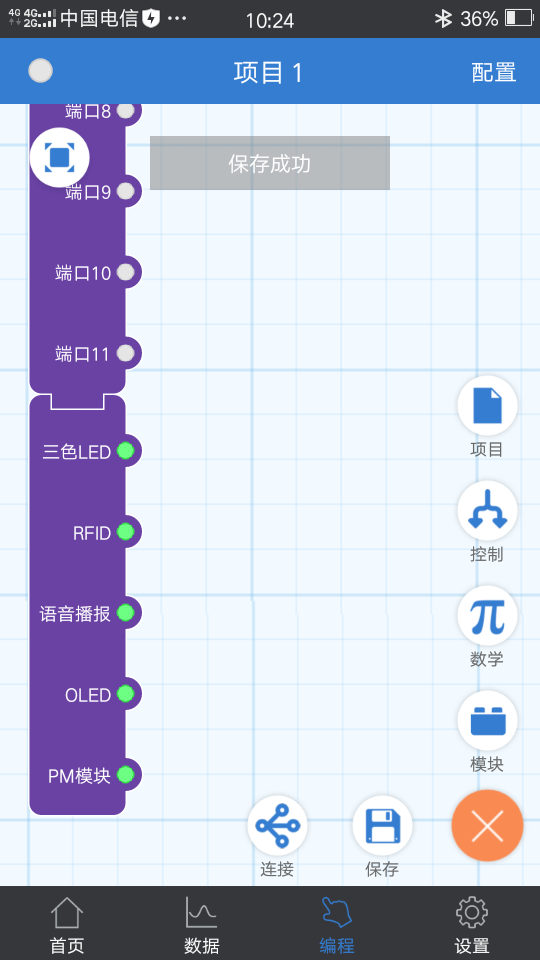 4G 4G 2G 中国电信 10:24 36%
项目 1 配置
端口8
保存成功
端口9
端口10
端口11
项目
三色LED
RFID
控制
语音播报
数学
OLED
PM模块
模块
连接 保存
首页 数据 编程 设置